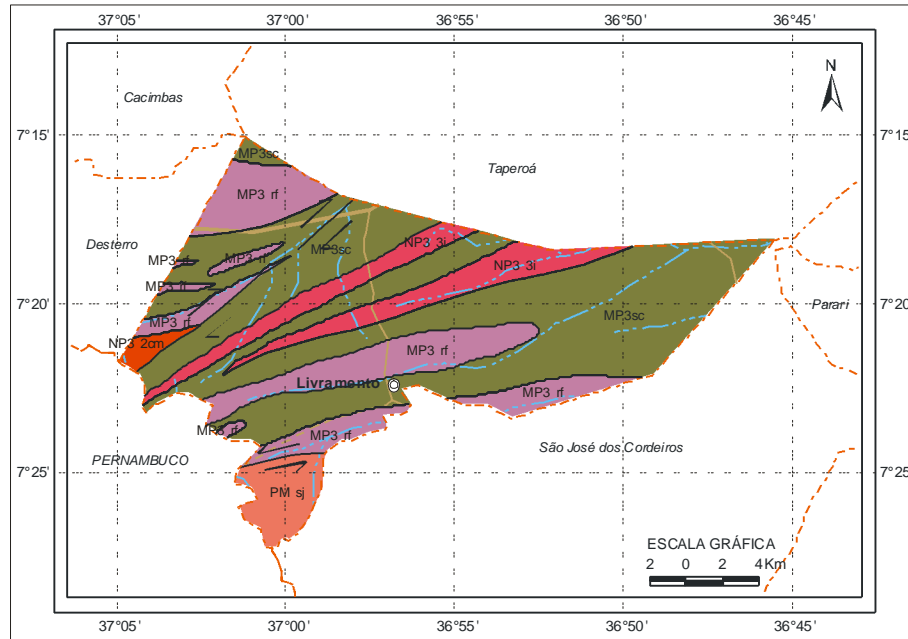 37°05' 37°00' 36°55' 36°50' 36°45'
N
Cacimbas
7°15' 7°15'
MP3sc
Taperoá
MP3 rf
Desterro
NP3 3i
MP3sc
MP3 rf
MP3 rf
NP3 3i
MP3 rf
7°20' 7°20'
Parari
MP3sc
MP3 rf
NP3 2cm
MP3 rf
Livramento
MP3 rf
MP3 rf
MP3 rf
São José dos Cordeiros
PERNAMBUCO
7°25' 7°25'
PM sj
ESCALA GRÁFICA
2 0 2 4Km
37°05' 37°00' 36°55' 36°50' 36°45'